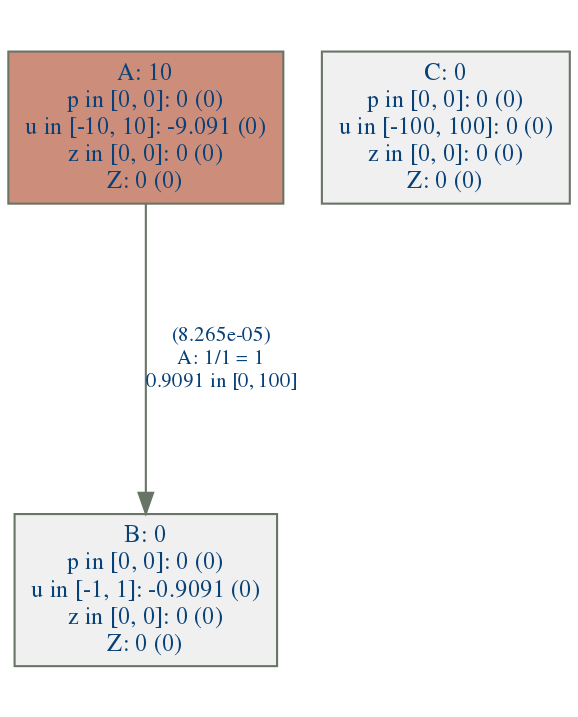 A: 10
p in [0, 0]: 0 (0)
u in [-10, 10]: -9.091 (0)
z in [0, 0]: 0 (0)
Z: 0 (0)
C: 0
p in [0, 0]: 0 (0)
u in [-100, 100]: 0 (0)
z in [0, 0]: 0 (0)
Z: 0 (0)
(8.265e-05)
A: 1/1 = 1
0.9091 in [0, 100]
B: 0
p in [0, 0]: 0 (0)
u in [-1, 1]: -0.9091 (0)
z in [0, 0]: 0 (0)
Z: 0 (0)